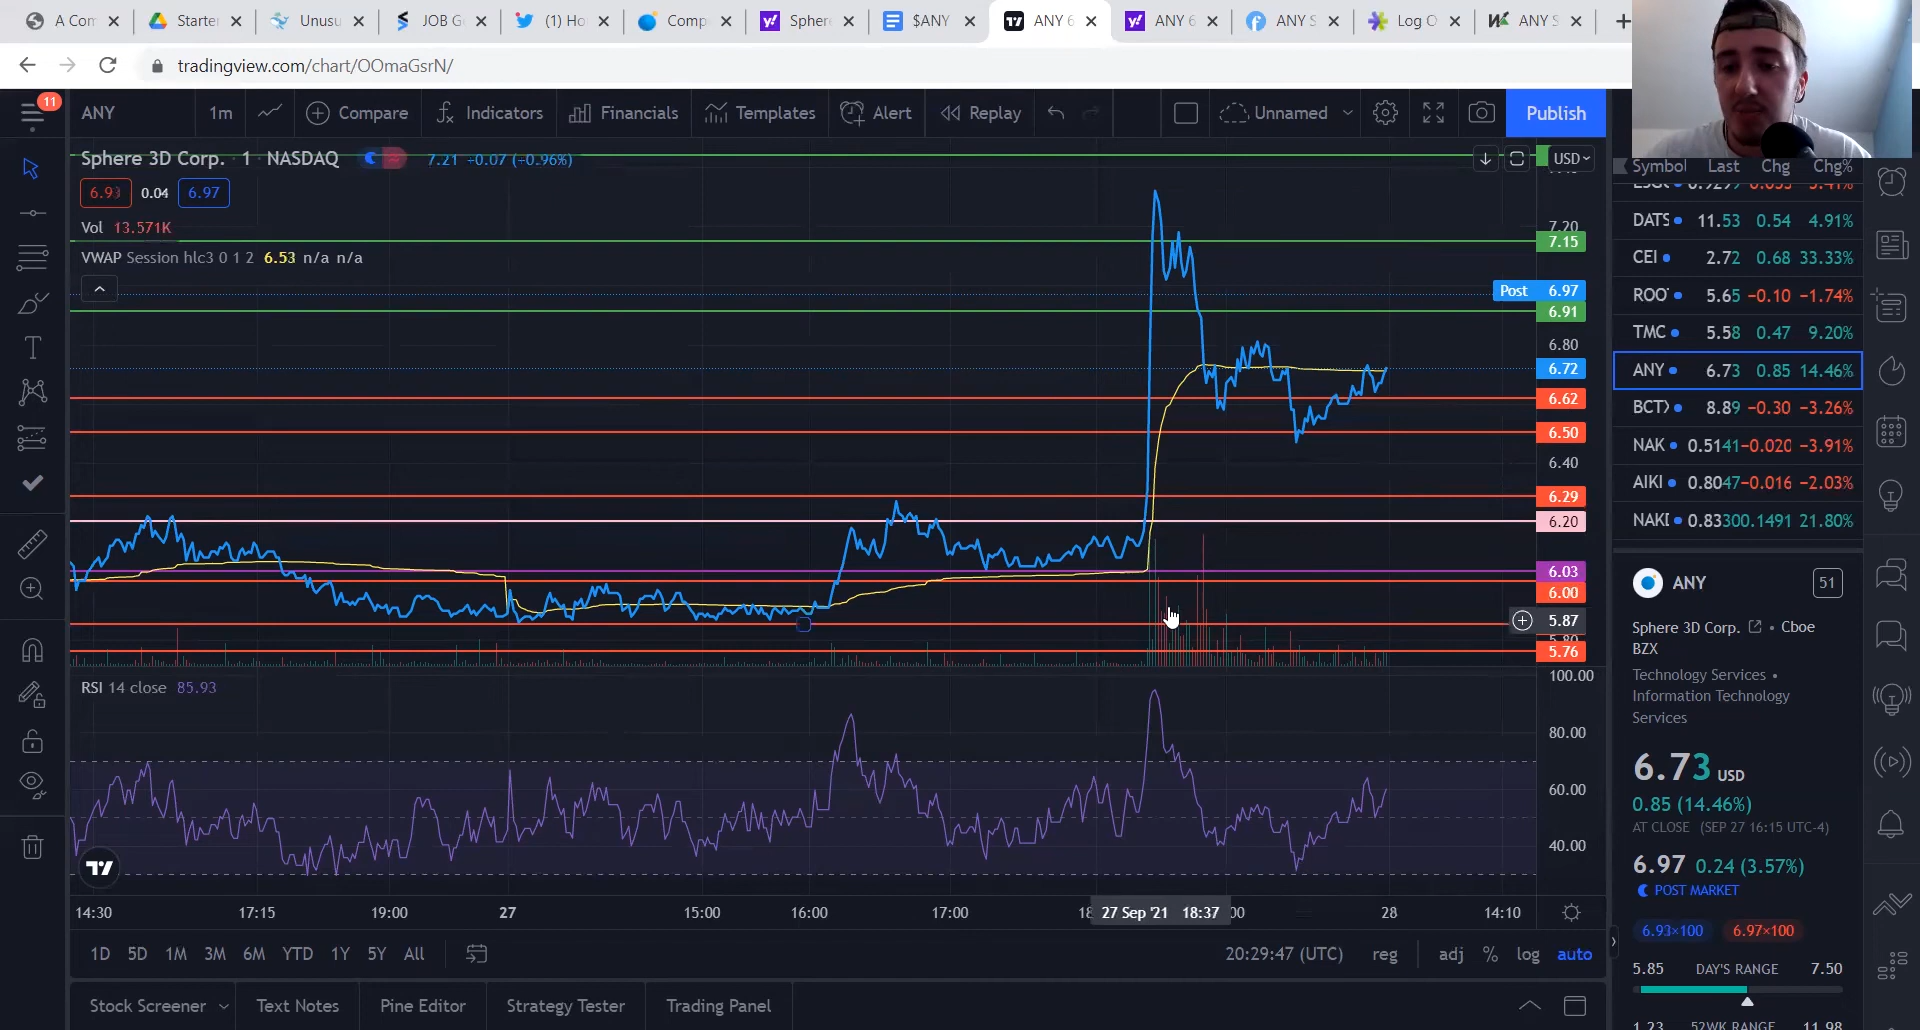 A Com
Starter
Unusu
JOB G
(1) Ho
Comp
Sphere
$ANY
ANY 6
ANY 6
ANY S
Log O
ANY S
tradingview.com/chart/OOmaGsrN/
11
ANY
1m
Compare
Indicators
Financials
Templates
Alert
Replay
Unnamed
Publish
Sphere 3D Corp. · 1 · NASDAQ
7.21 +0.07 (+0.96%)
USD
6.93 0.04 6.97
Vol 13.571K
VWAP Session hlc3 0 1 2 6.53 n/a n/a
7.20
7.15
Post 6.97
6.91
6.80
6.72
6.62
6.50
6.40
6.29
6.20
6.03
6.00
5.87
5.80
5.76
RSI 14 close 85.93
100.00
80.00
60.00
40.00
14:30 17:15 19:00 27 15:00 16:00 17:00 27 Sep '21 18:37 28 14:10
1D 5D 1M 3M 6M YTD 1Y 5Y All
20:29:47 (UTC) reg adj % log auto
Stock Screener Text Notes Pine Editor Strategy Tester Trading Panel
Symbol Last Chg Chg%
DATS 11.53 0.54 4.91%
CEI 2.72 0.68 33.33%
ROOT 5.65 −0.10 −1.74%
TMC 5.58 0.47 9.20%
ANY 6.73 0.85 14.46%
BCTX 8.89 −0.30 −3.26%
NAK 0.5141 −0.020 −3.91%
AIKI 0.8047 −0.016 −2.03%
NAKD 0.8330 0.1491 21.80%
ANY 51
Sphere 3D Corp. • Cboe
BZX
Technology Services •
Information Technology
Services
6.73 USD
0.85 (14.46%)
AT CLOSE (SEP 27 16:15 UTC-4)
6.97 0.24 (3.57%)
POST MARKET
6.93×100 6.97×100
5.85 DAY'S RANGE 7.50
1.23 52WK RANGE 11.98